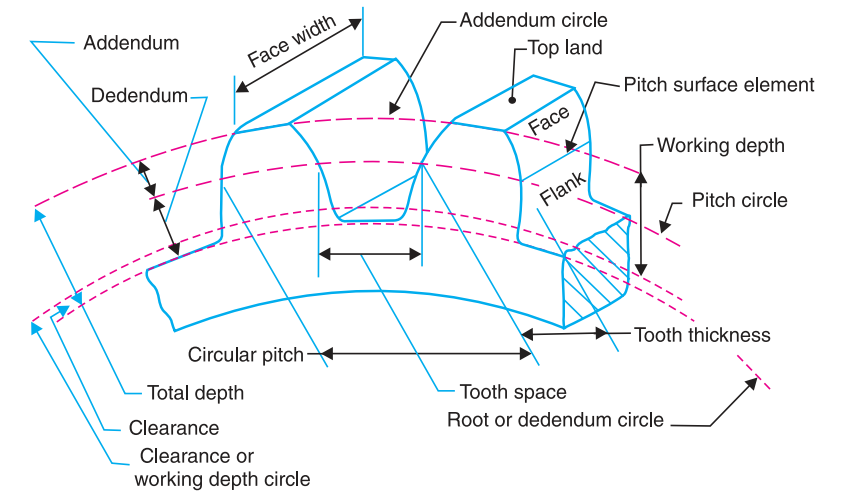 Addendum
Face width
Addendum circle
Top land
Dedendum
Pitch surface element
Face
Working depth
Flank
Pitch circle
Tooth thickness
Circular pitch
Total depth
Tooth space
Root or dedendum circle
Clearance
Clearance or
working depth circle